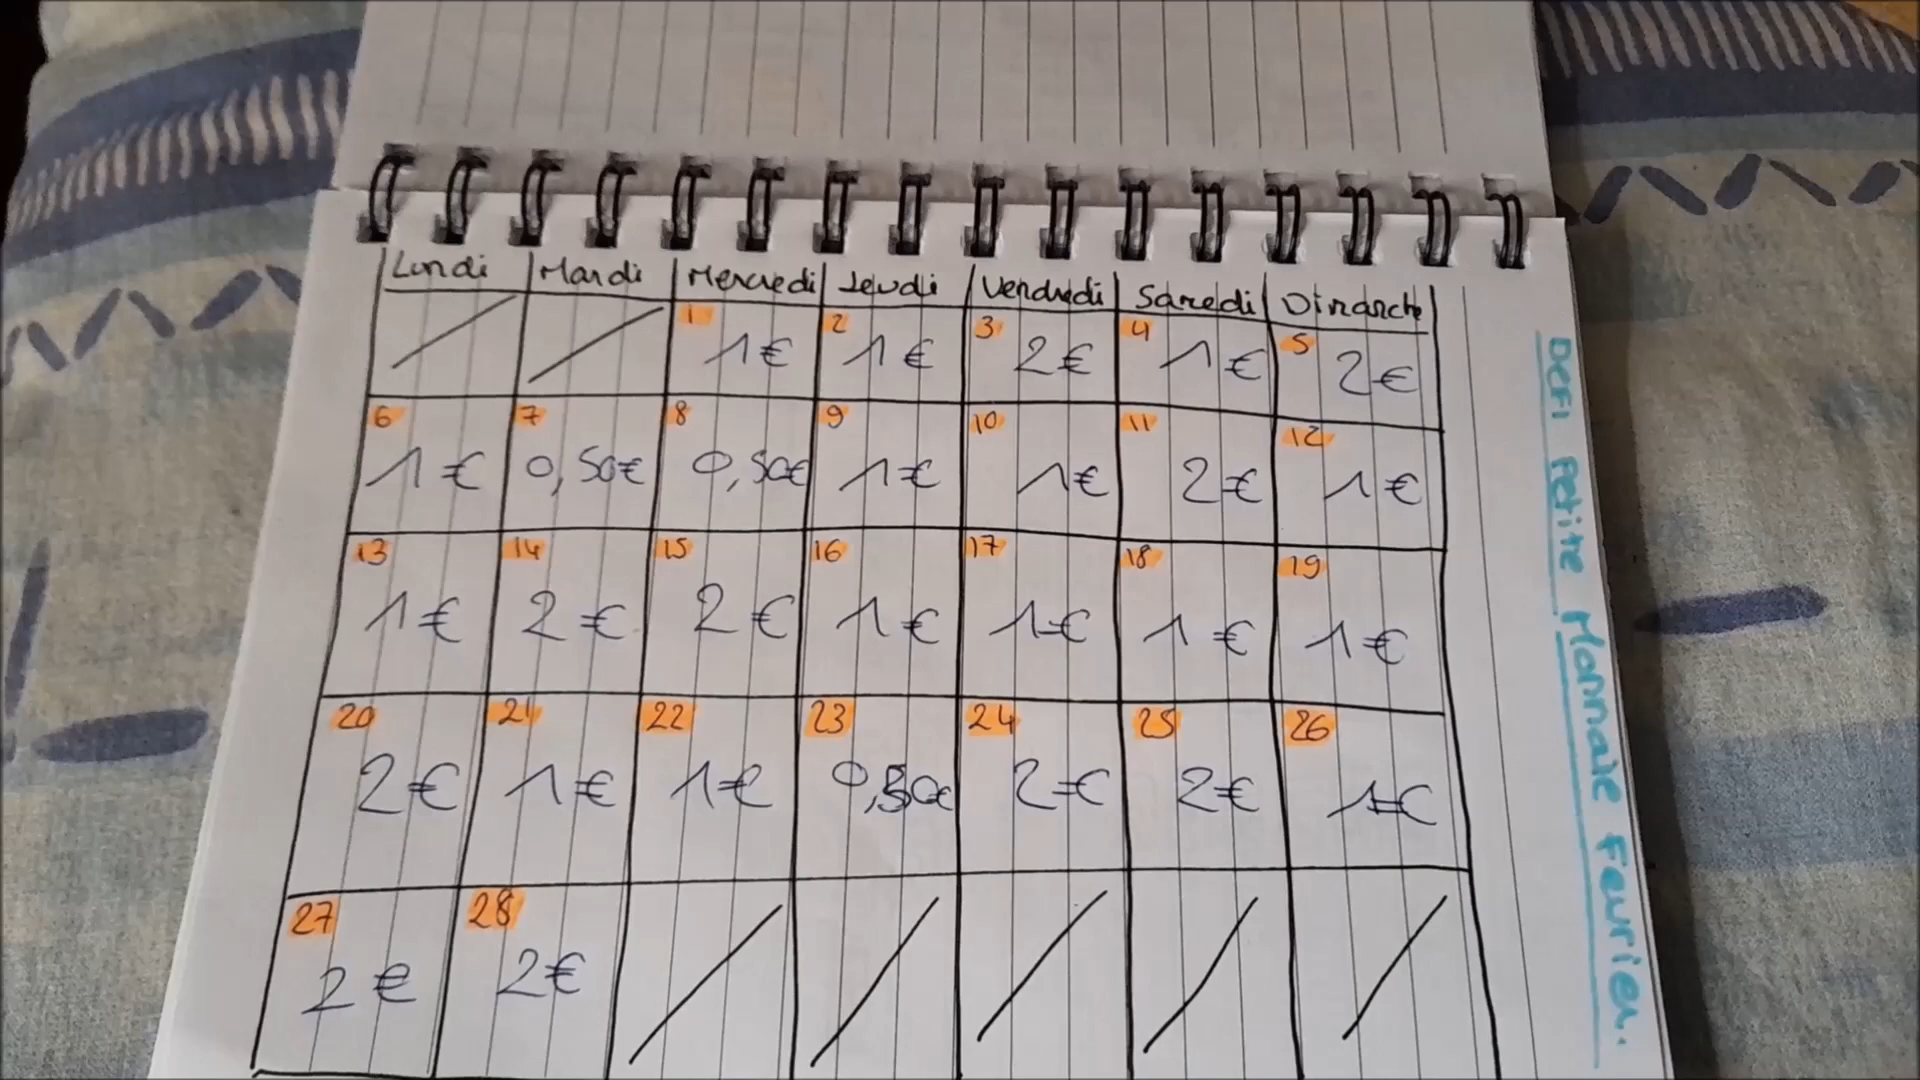 Lundi Mardi Mercredi Jeudi Vendredi Samedi Dimanche
1 2 3 4 5
1€ 1€ 2€ 1€ 2€
6 7 8 9 10 11 12
1€ 0,50€ 0,50€ 1€ 1€ 2€ 1€
13 14 15 16 17 18 19
1€ 2€ 2€ 1€ 1€ 1€ 1€
20 21 22 23 24 25 26
2€ 1€ 1€ 0,50€ 2€ 2€ 1€
27 28
2€ 2€
Defi Petite Monnaie Fevrier.